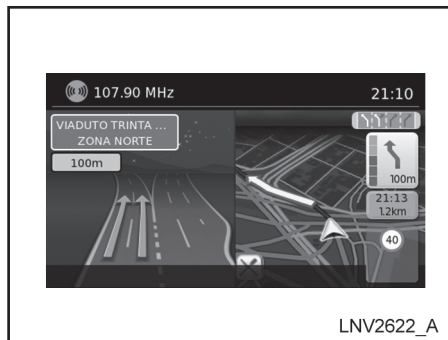 107.90 MHz
21:10
VIADUTO TRINTA ...
ZONA NORTE
100m
100m
21:13
1.2km
40
LNV2622_A